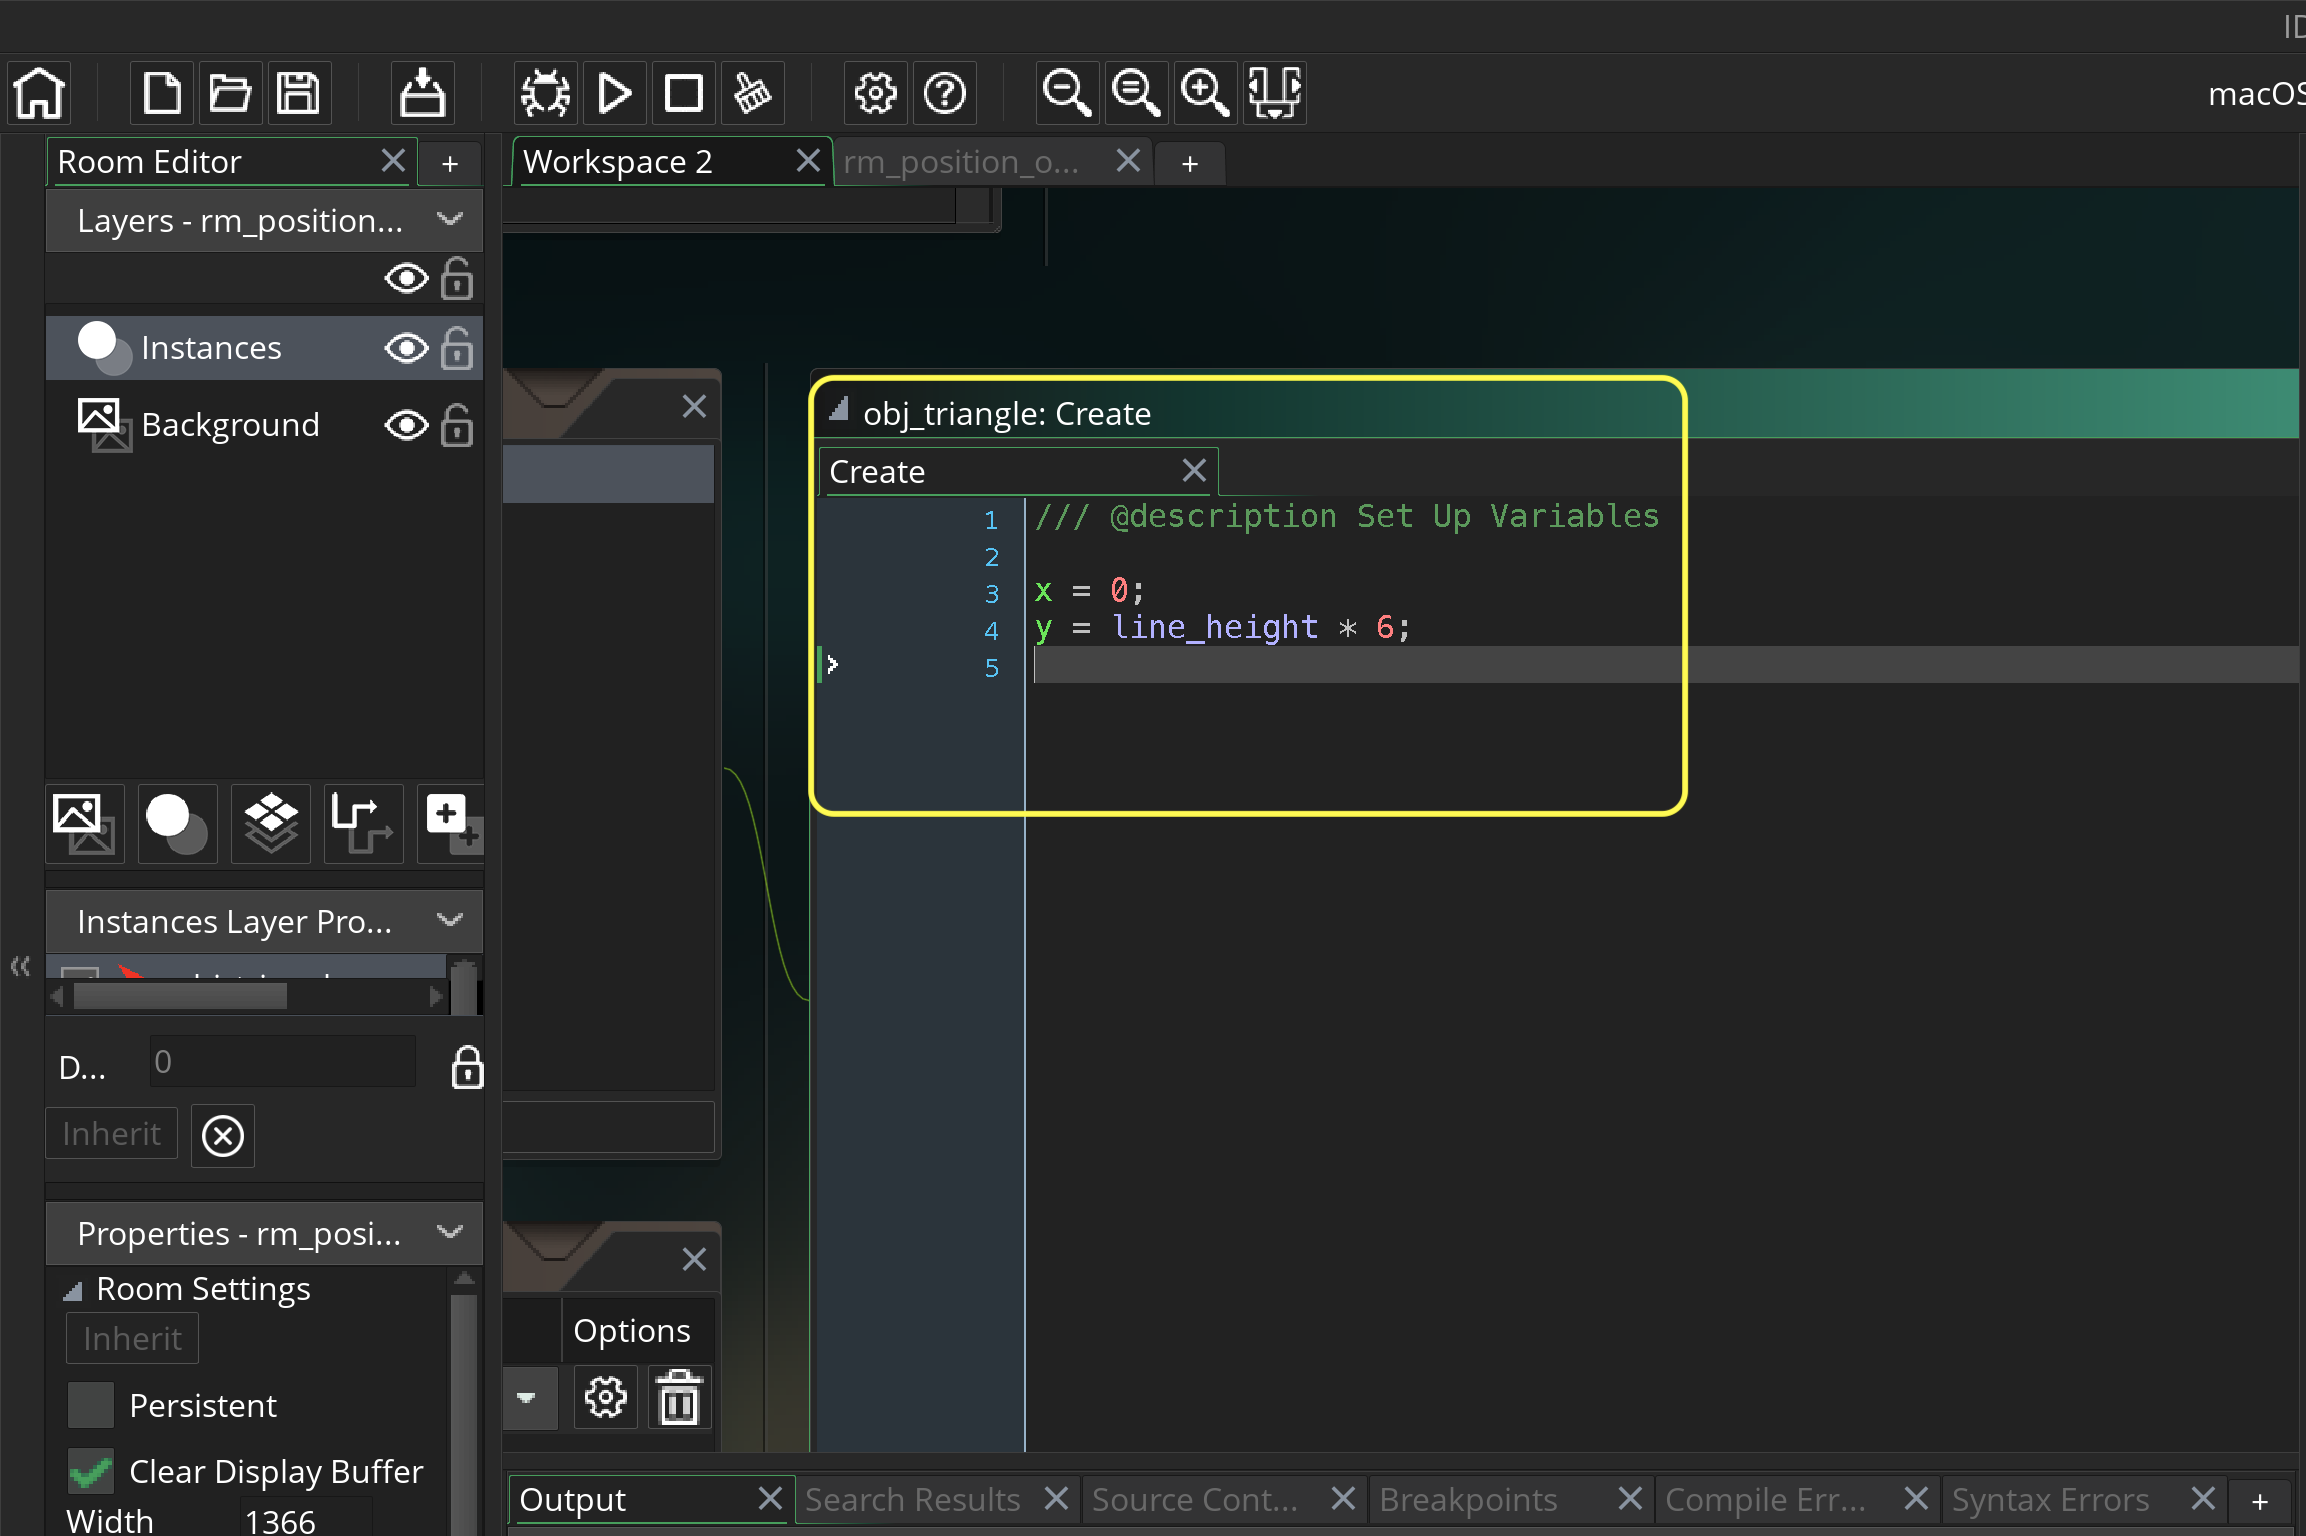 ID
macOS
Room Editor
+
Workspace 2
rm_position_o...
+
Layers - rm_position...
Instances
Background
obj_triangle: Create
Create
1 /// @description Set Up Variables
2
3 x = 0;
4 y = line_height * 6;
5
Instances Layer Pro...
D... 0
Inherit
Properties - rm_posi...
Room Settings
Inherit
Options
Persistent
Clear Display Buffer
Width 1366
Output
Search Results
Source Cont...
Breakpoints
Compile Err...
Syntax Errors
+